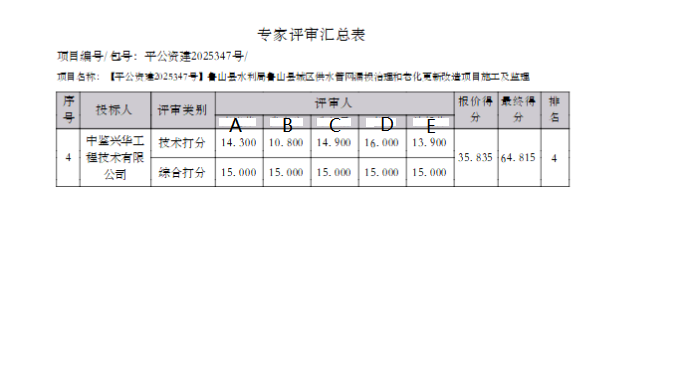 专家评审汇总表
项目编号/包号: 平公资建2025347号/
项目名称: 【平公资建2025347号】鲁山县水利局鲁山县城区供水管网漏损治理和老化更新改造项目施工及监理
序号 投标人 评审类别 评审人 报价得分 最终得分 排名
A B C D E
4 中鉴兴华工程技术有限公司 技术打分 14.300 10.800 14.900 16.000 13.900 35.835 64.815 4
综合打分 15.000 15.000 15.000 15.000 15.000